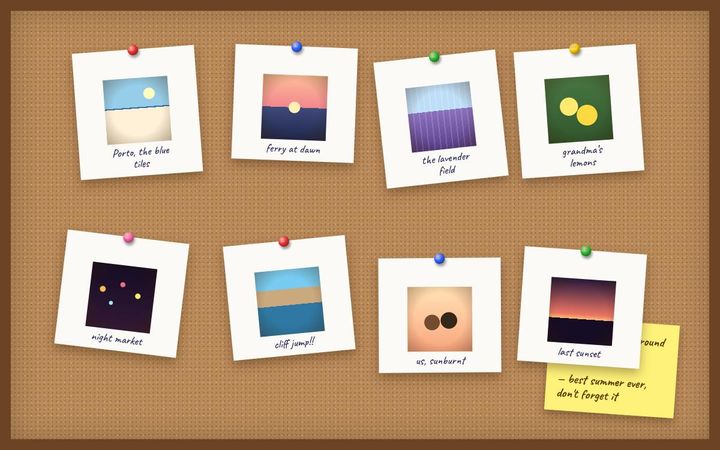 Porto, the blue
tiles
ferry at dawn
the lavender
field
grandma's
lemons
night market
cliff jump!!
us, sunburnt
last sunset
round
— best summer ever,
don't forget it